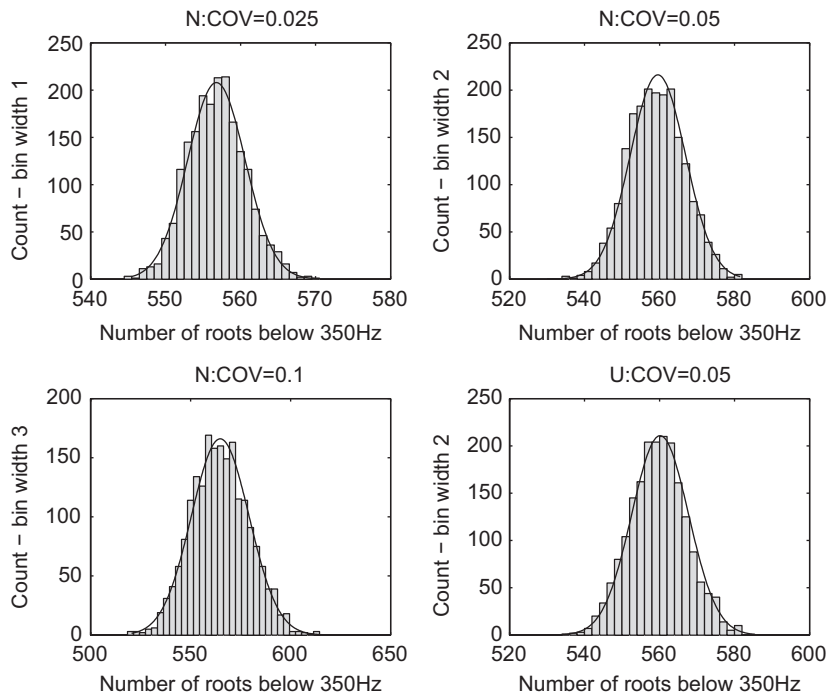 N:COV=0.025
250
200
150
100
50
0
540 550 560 570 580
Count − bin width 1
Number of roots below 350Hz
N:COV=0.05
250
200
150
100
50
0
520 540 560 580 600
Count − bin width 2
Number of roots below 350Hz
N:COV=0.1
200
150
100
50
0
500 550 600 650
Count − bin width 3
Number of roots below 350Hz
U:COV=0.05
250
200
150
100
50
0
520 540 560 580 600
Count − bin width 2
Number of roots below 350Hz